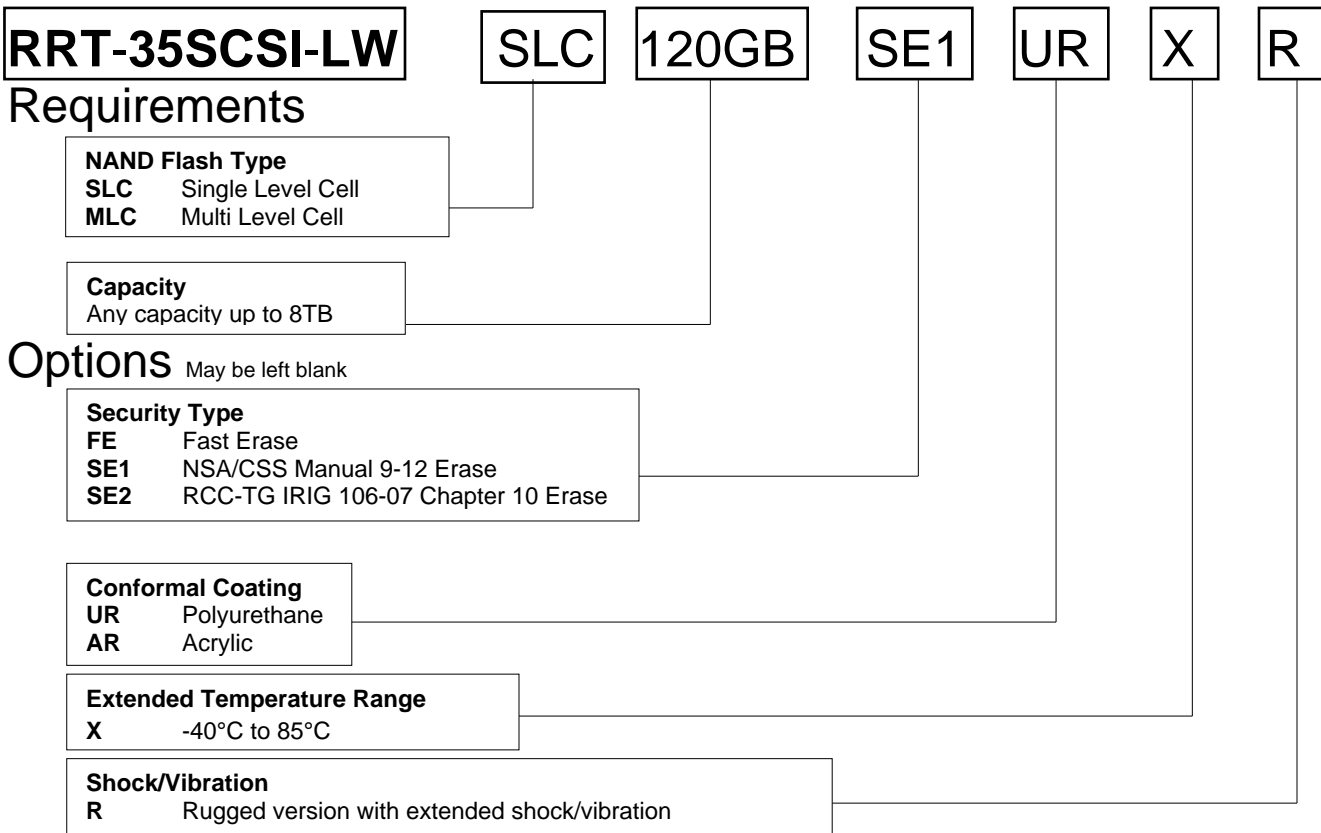 RRT-35SCSI-LW SLC 120GB SE1 UR X R
Requirements
NAND Flash Type
SLC Single Level Cell
MLC Multi Level Cell
Capacity
Any capacity up to 8TB
Options May be left blank
Security Type
FE Fast Erase
SE1 NSA/CSS Manual 9-12 Erase
SE2 RCC-TG IRIG 106-07 Chapter 10 Erase
Conformal Coating
UR Polyurethane
AR Acrylic
Extended Temperature Range
X -40°C to 85°C
Shock/Vibration
R Rugged version with extended shock/vibration